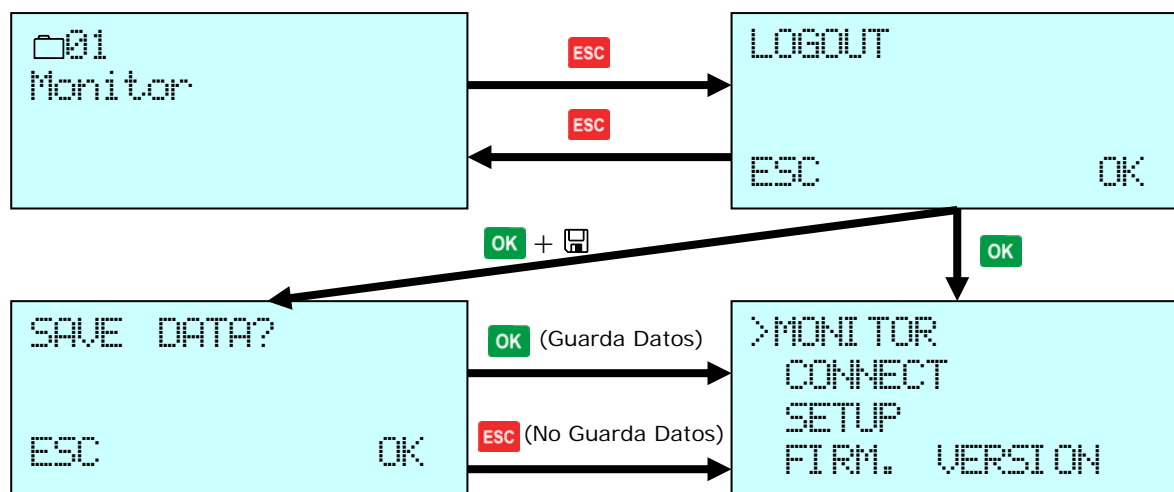 01
Monitor
ESC
ESC
LOGOUT
ESC OK
OK +
OK
SAVE DATA?
ESC OK
OK (Guarda Datos)
ESC (No Guarda Datos)
>MONITOR
CONNECT
SETUP
FIRM. VERSION